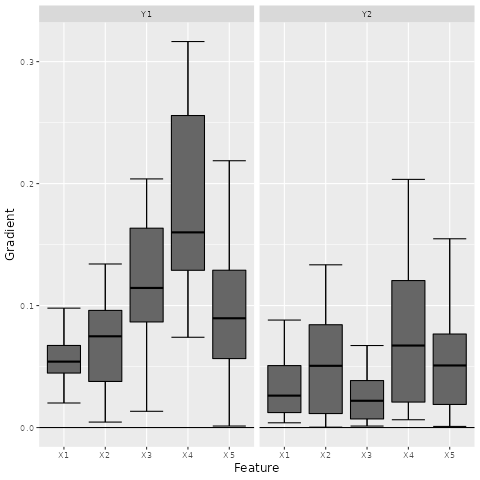 Y1 Y2
Gradient
0.3
0.2
0.1
0.0
X1 X2 X3 X4 X5 X1 X2 X3 X4 X5
Feature